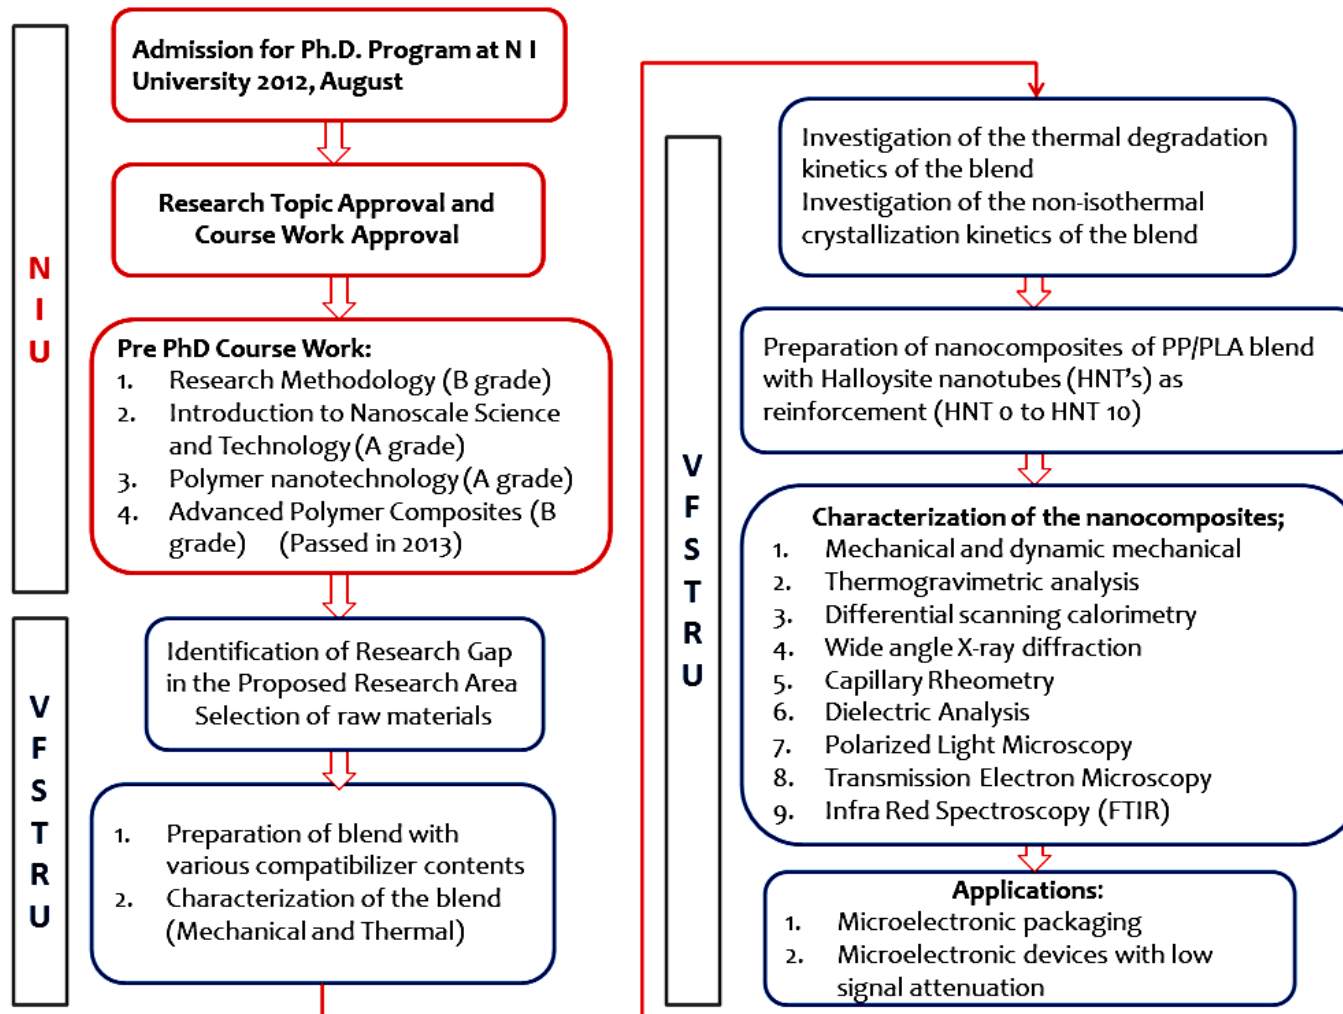 N
I
U
Admission for Ph.D. Program at N I
University 2012, August
Research Topic Approval and
Course Work Approval
Pre PhD Course Work:
1. Research Methodology (B grade)
2. Introduction to Nanoscale Science
and Technology (A grade)
3. Polymer nanotechnology (A grade)
4. Advanced Polymer Composites (B
grade) (Passed in 2013)
V
F
S
T
R
U
Identification of Research Gap
in the Proposed Research Area
Selection of raw materials
1. Preparation of blend with
various compatibilizer contents
2. Characterization of the blend
(Mechanical and Thermal)
V
F
S
T
R
U
Investigation of the thermal degradation
kinetics of the blend
Investigation of the non-isothermal
crystallization kinetics of the blend
Preparation of nanocomposites of PP/PLA blend
with Halloysite nanotubes (HNT's) as
reinforcement (HNT 0 to HNT 10)
Characterization of the nanocomposites;
1. Mechanical and dynamic mechanical
2. Thermogravimetric analysis
3. Differential scanning calorimetry
4. Wide angle X-ray diffraction
5. Capillary Rheometry
6. Dielectric Analysis
7. Polarized Light Microscopy
8. Transmission Electron Microscopy
9. Infra Red Spectroscopy (FTIR)
Applications:
1. Microelectronic packaging
2. Microelectronic devices with low
signal attenuation